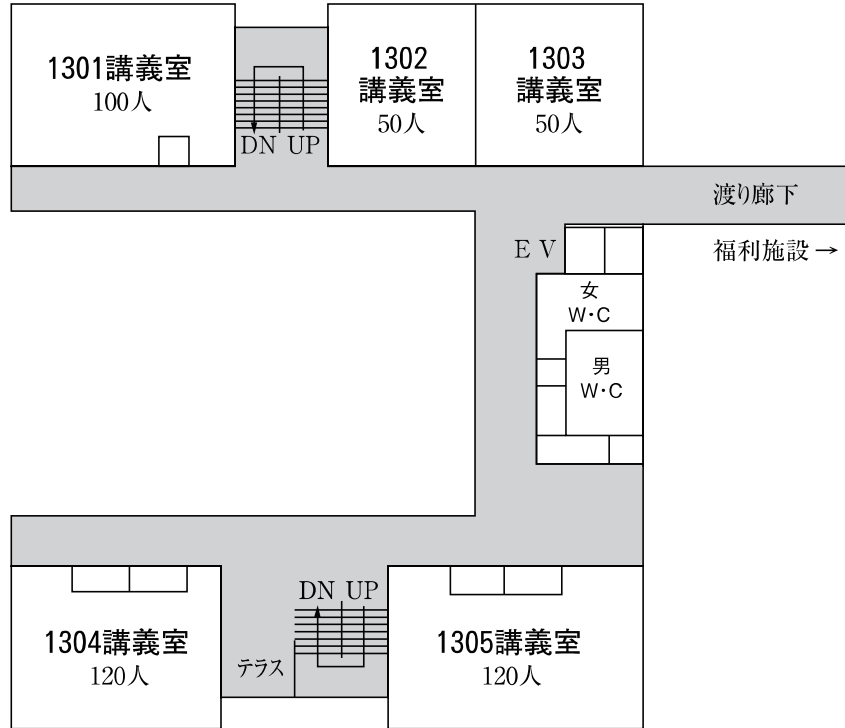 1301講義室
100人
DN UP
1302
講義室
50人
1303
講義室
50人
渡り廊下
EV
福利施設→
女
W・C
男
W・C
DN UP
1304講義室
120人
テラス
1305講義室
120人